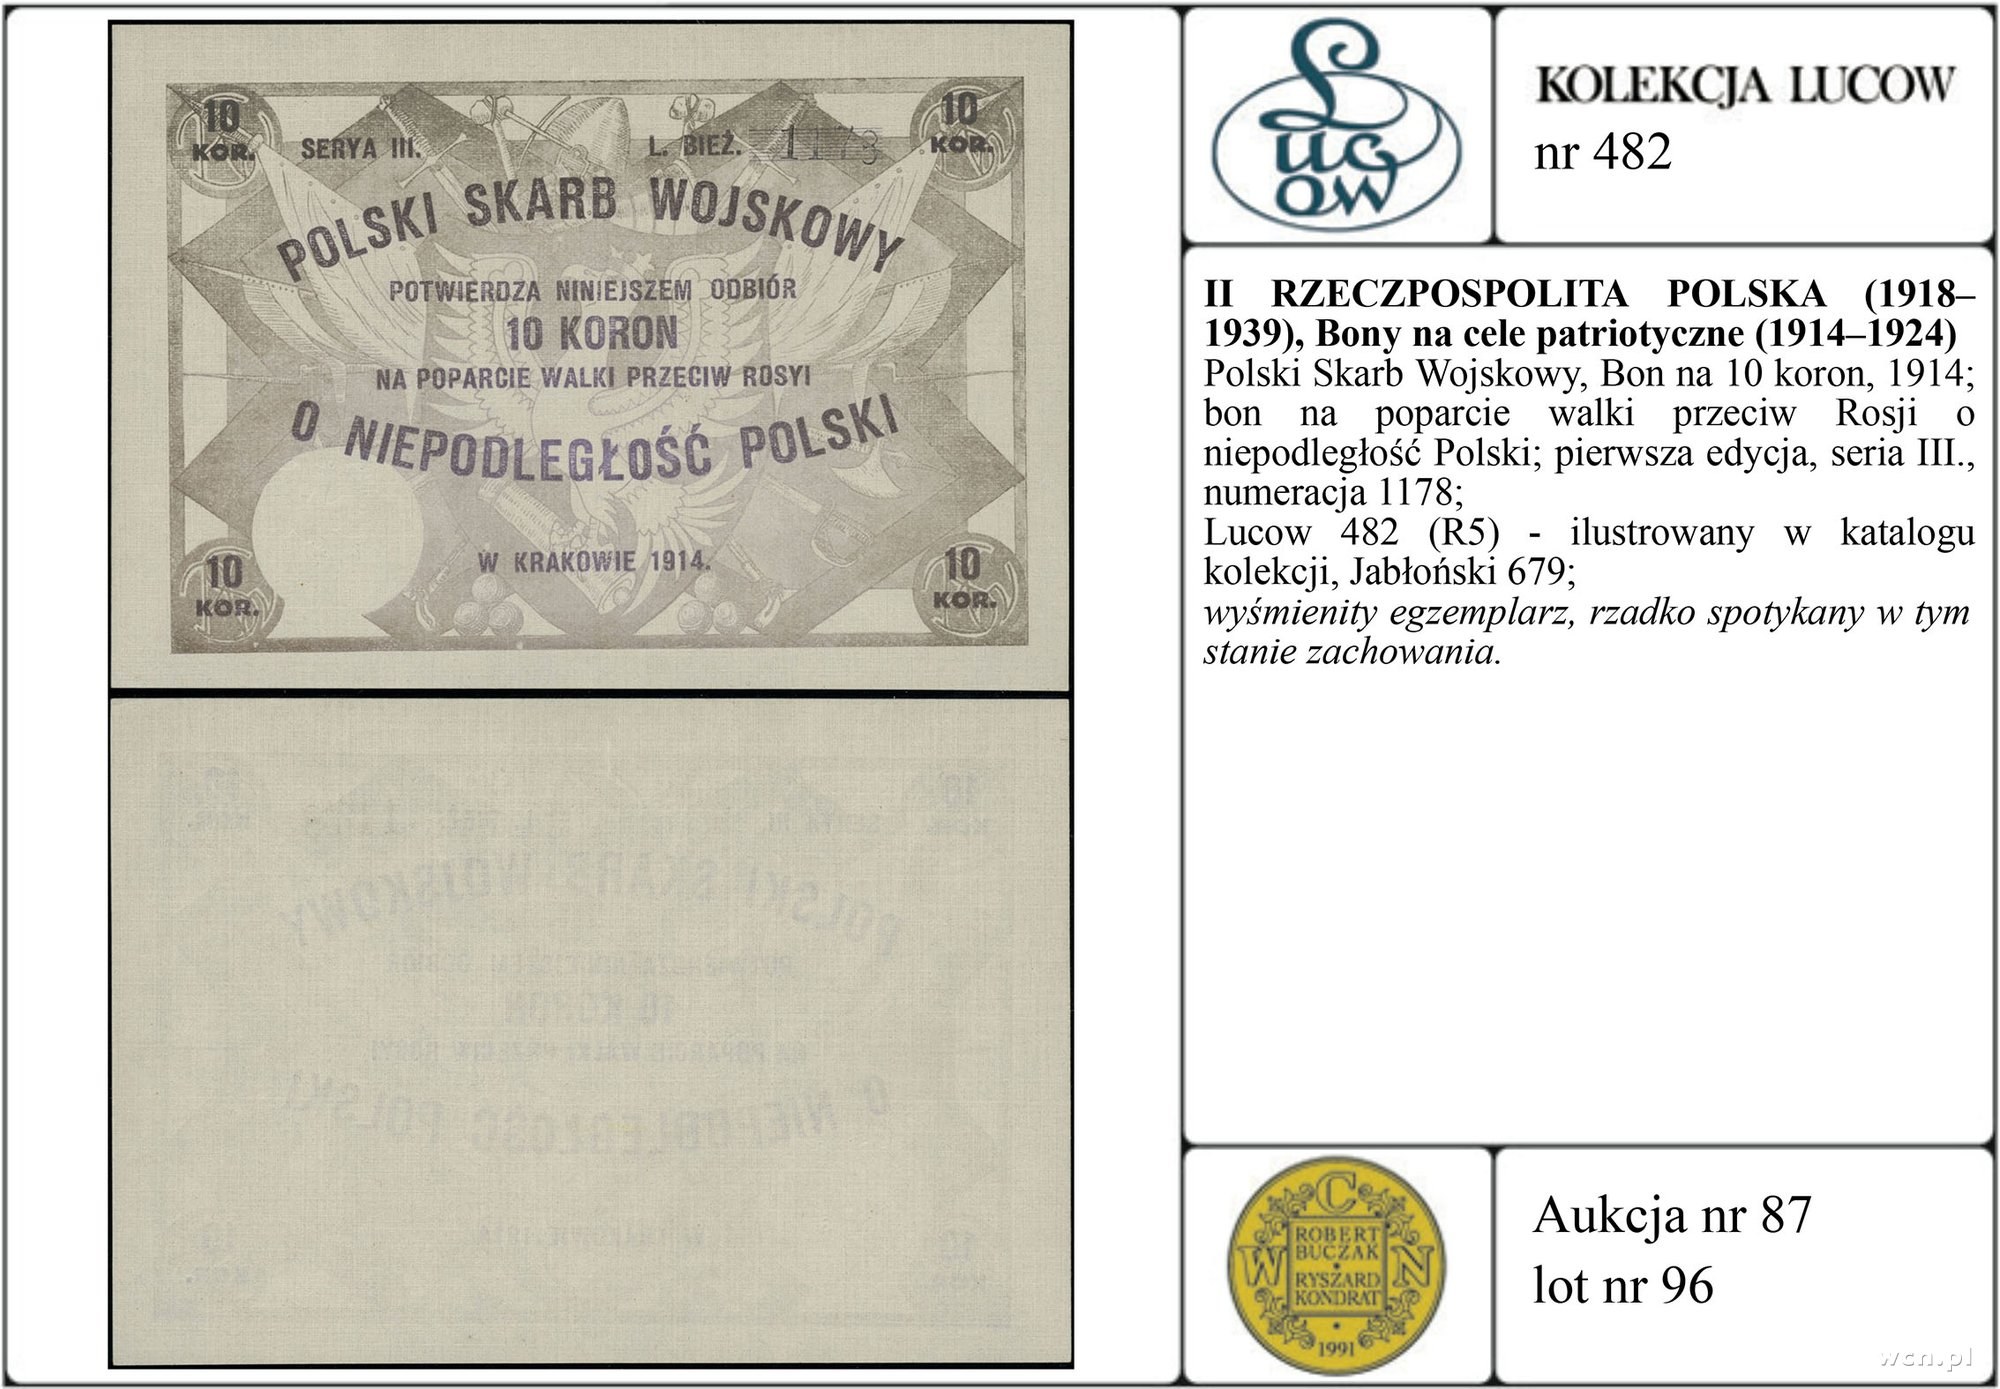 10
KOR.
SERYA III.
L. BIEŻ. 1178
10
KOR.
POLSKI SKARB WOJSKOWY
POTWIERDZA NINIEJSZEM ODBIÓR
10 KORON
NA POPARCIE WALKI PRZECIW ROSYI
O NIEPODLEGŁOŚĆ POLSKI
W KRAKOWIE 1914.
10
KOR.
10
KOR.
Lucow
KOLEKCJA LUCOW
nr 482
II RZECZPOSPOLITA POLSKA (1918–
1939), Bony na cele patriotyczne (1914–1924)
Polski Skarb Wojskowy, Bon na 10 koron, 1914;
bon na poparcie walki przeciw Rosji o
niepodległość Polski; pierwsza edycja, seria III.,
numeracja 1178;
Lucow 482 (R5) - ilustrowany w katalogu
kolekcji, Jabłoński 679;
wyśmienity egzemplarz, rzadko spotykany w tym
stanie zachowania.
WCN
ROBERT
BUCZAK
RYSZARD
KONDRAT
1991
Aukcja nr 87
lot nr 96
wcn.pl